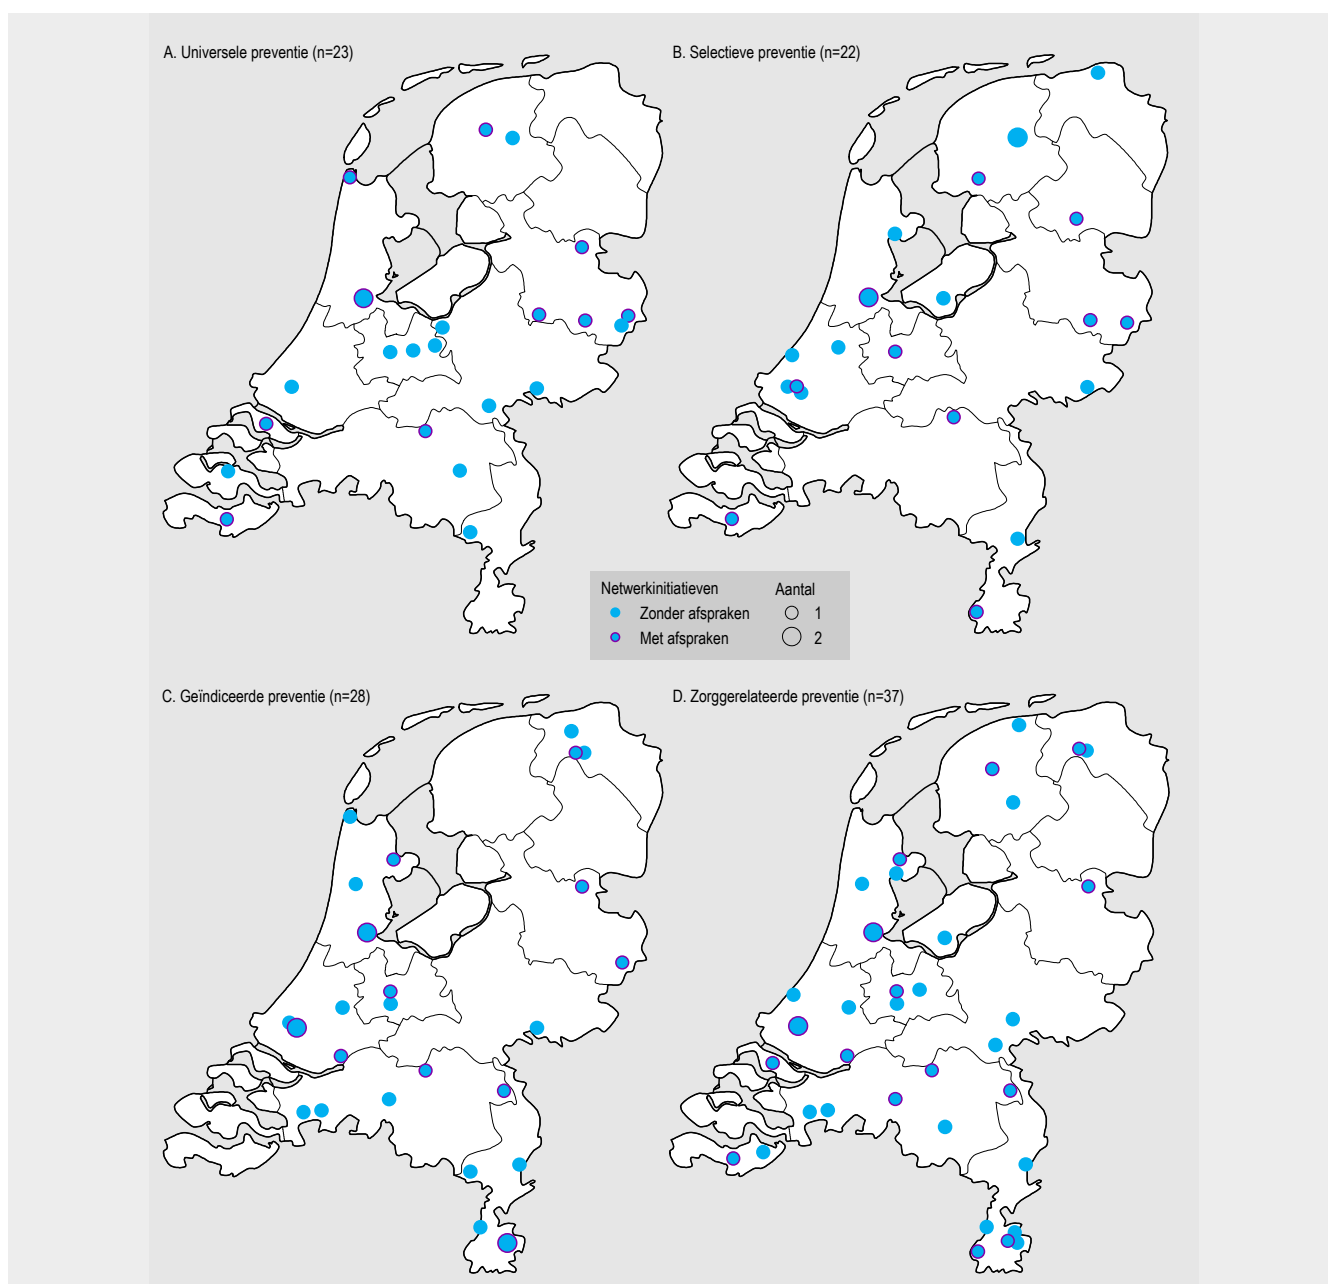 A. Universele preventie (n=23)
B. Selectieve preventie (n=22)
Netwerkinitiatieven Aantal
Zonder afspraken 1
Met afspraken 2
C. Geïndiceerde preventie (n=28)
D. Zorggerelateerde preventie (n=37)